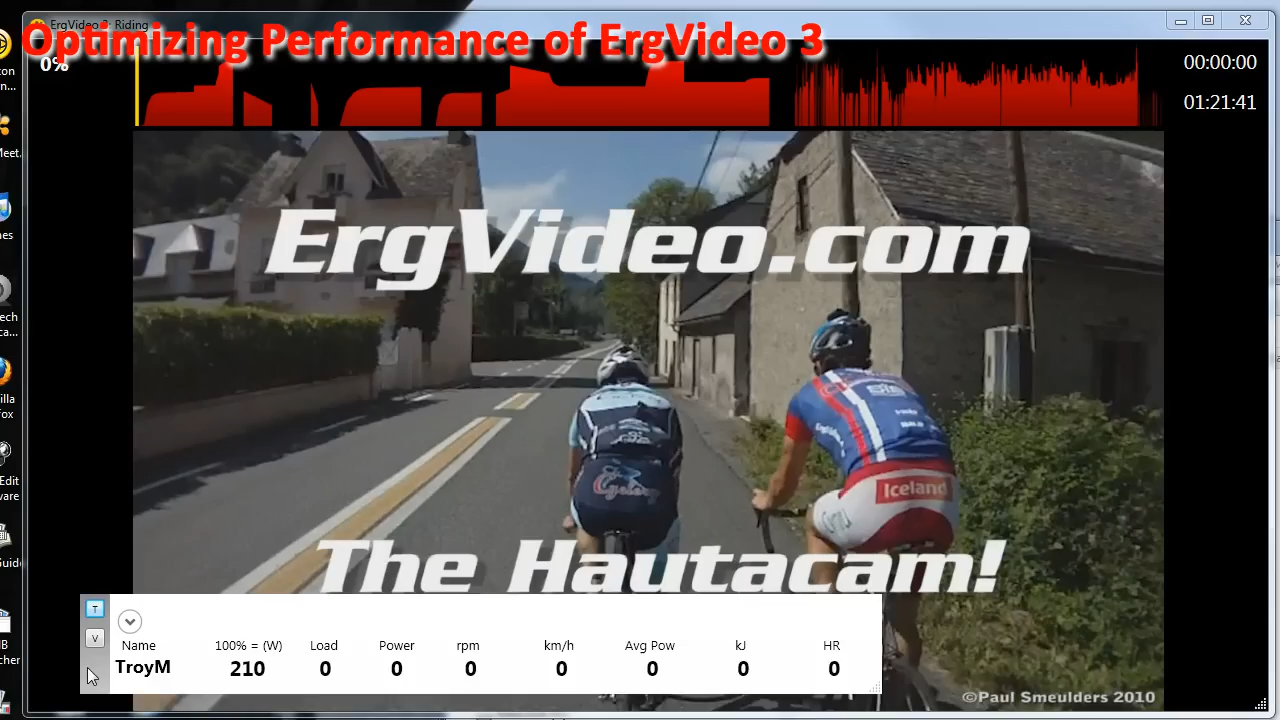 ErgVideo 3: Riding
Optimizing Performance of ErgVideo 3
0%
00:00:00
01:21:41
ErgVideo.com
Iceland
The Hautacam!
T
V
Name 100% = (W) Load Power rpm km/h Avg Pow kJ HR
TroyM 210 0 0 0 0 0 0 0
©Paul Smeulders 2010